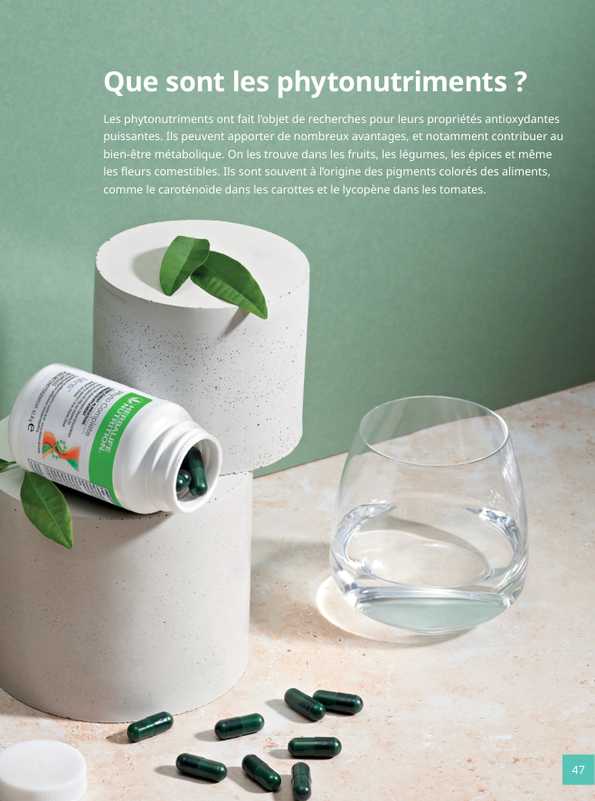 Que sont les phytonutriments ?
Les phytonutriments ont fait l'objet de recherches pour leurs propriétés antioxydantes
puissantes. Ils peuvent apporter de nombreux avantages, et notamment contribuer au
bien-être métabolique. On les trouve dans les fruits, les légumes, les épices et même
les fleurs comestibles. Ils sont souvent à l'origine des pigments colorés des aliments,
comme le caroténoïde dans les carottes et le lycopène dans les tomates.
HERBALIFE
NUTRITION
Phyto Complete
47